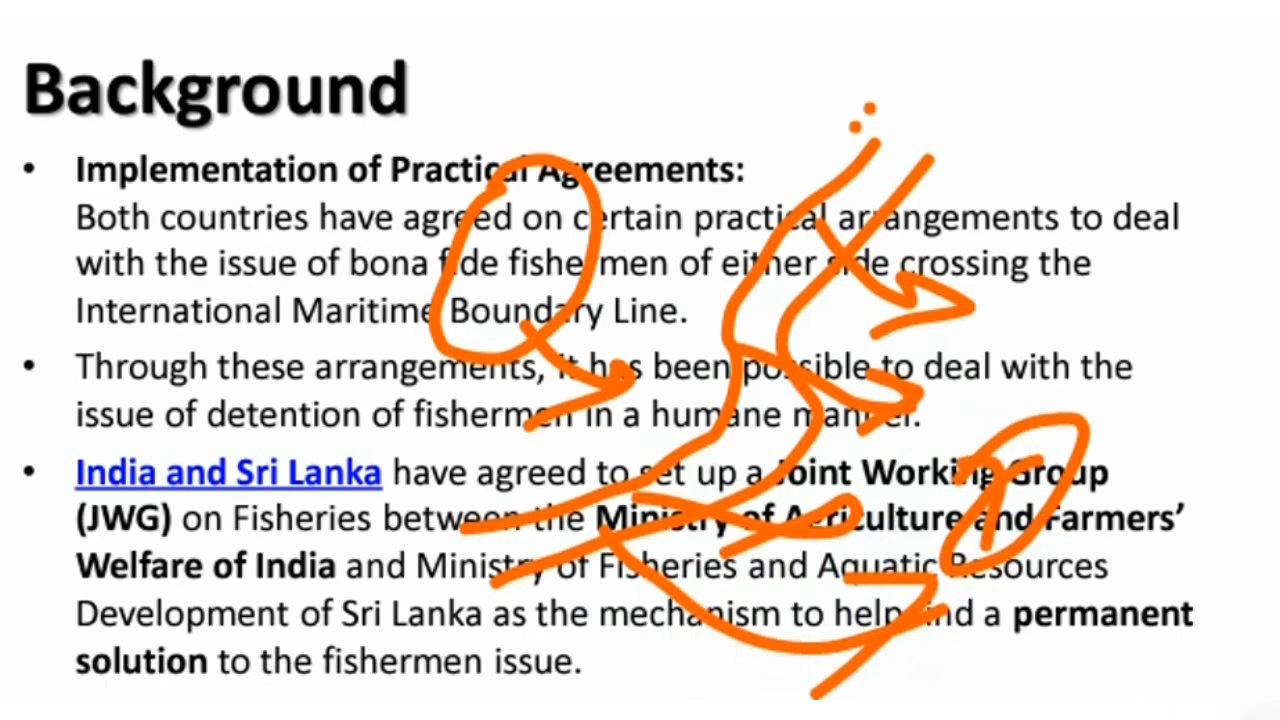 Background
• Implementation of Practical Agreements:
Both countries have agreed on certain practical arrangements to deal
with the issue of bona fide fishermen of either side crossing the
International Maritime Boundary Line.
• Through these arrangements, it has been possible to deal with the
issue of detention of fishermen in a humane manner.
• India and Sri Lanka have agreed to set up a Joint Working Group
(JWG) on Fisheries between the Ministry of Agriculture and Farmers’
Welfare of India and Ministry of Fisheries and Aquatic Resources
Development of Sri Lanka as the mechanism to help find a permanent
solution to the fishermen issue.